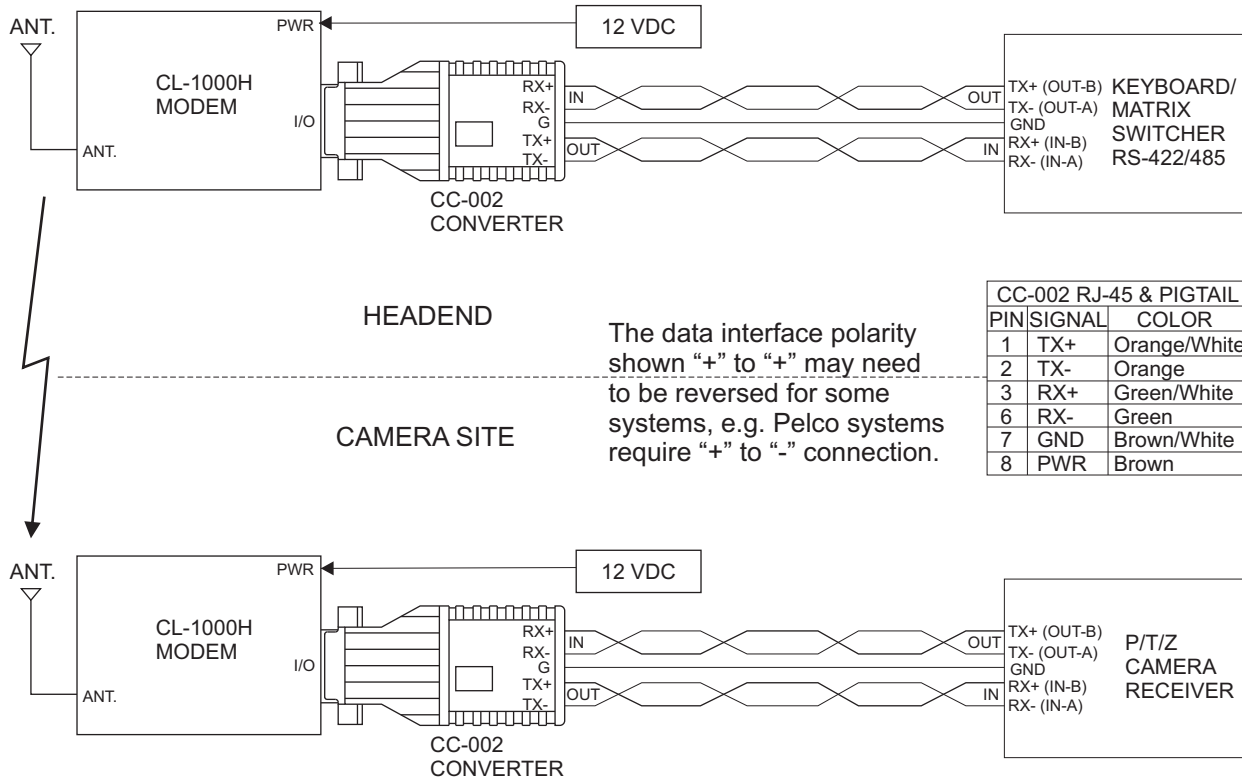 ANT.
PWR
12 VDC
CL-1000H
MODEM
I/O
ANT.
RX+
RX-
G
TX+
TX-
IN
OUT
CC-002
CONVERTER
OUT
IN
TX+ (OUT-B)
TX- (OUT-A)
GND
RX+ (IN-B)
RX- (IN-A)
KEYBOARD/
MATRIX
SWITCHER
RS-422/485
HEADEND
CAMERA SITE
The data interface polarity
shown “+” to “+” may need
to be reversed for some
systems, e.g. Pelco systems
require “+” to “-” connection.
CC-002 RJ-45 & PIGTAIL
PIN SIGNAL COLOR
1 TX+ Orange/White
2 TX- Orange
3 RX+ Green/White
6 RX- Green
7 GND Brown/White
8 PWR Brown
ANT.
PWR
12 VDC
CL-1000H
MODEM
I/O
ANT.
RX+
RX-
G
TX+
TX-
IN
OUT
CC-002
CONVERTER
OUT
IN
TX+ (OUT-B)
TX- (OUT-A)
GND
RX+ (IN-B)
RX- (IN-A)
P/T/Z
CAMERA
RECEIVER